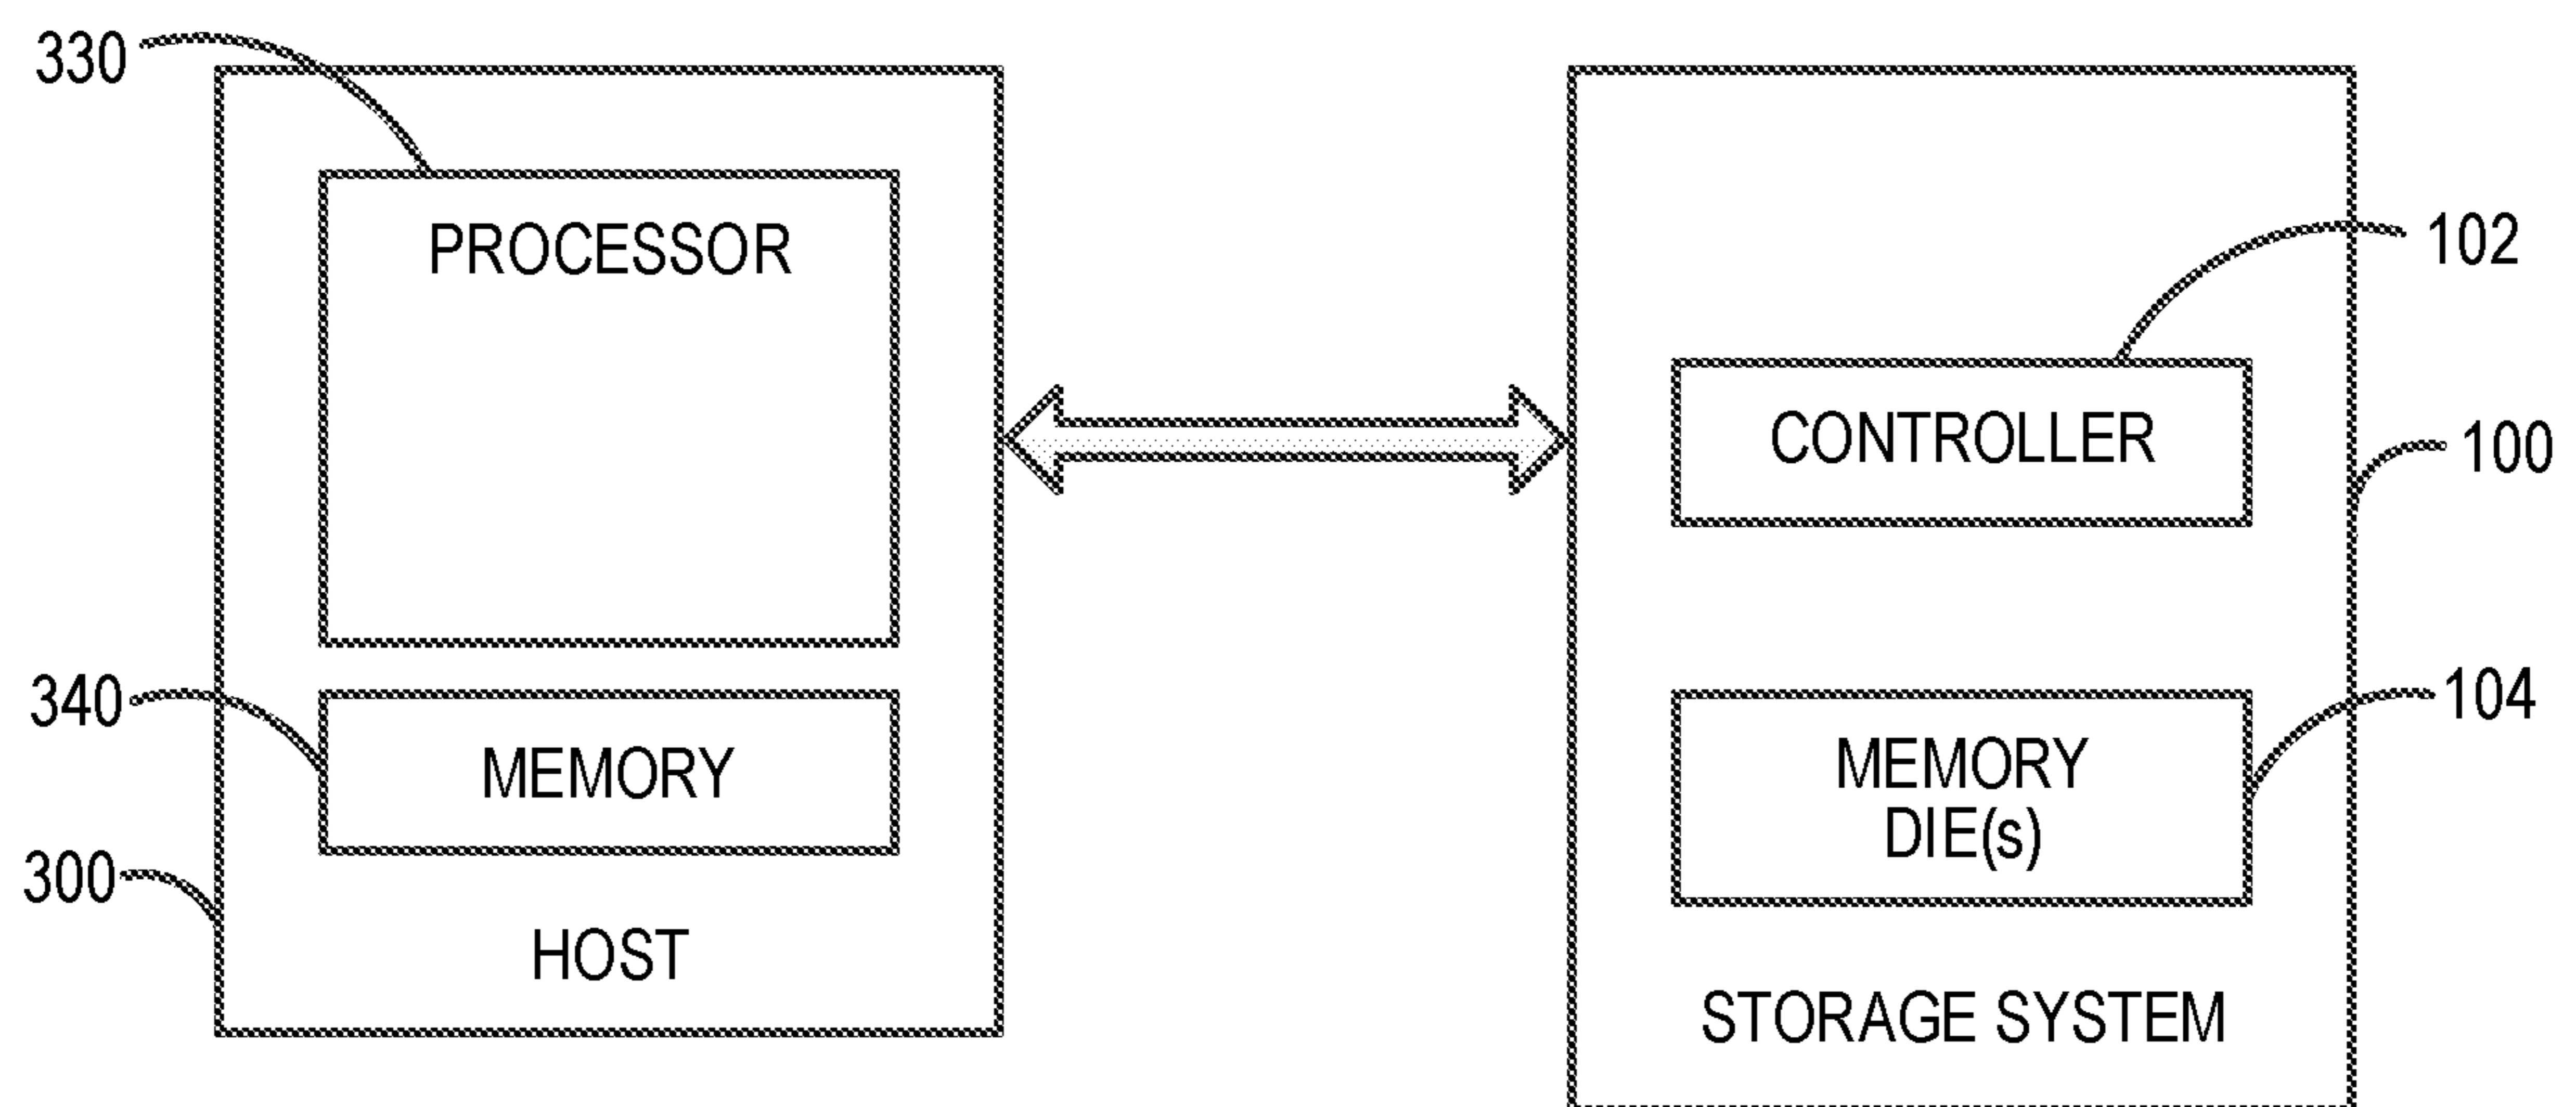 330
PROCESSOR
340
MEMORY
300
HOST
102
CONTROLLER
100
104
MEMORY
DIE(s)
STORAGE SYSTEM